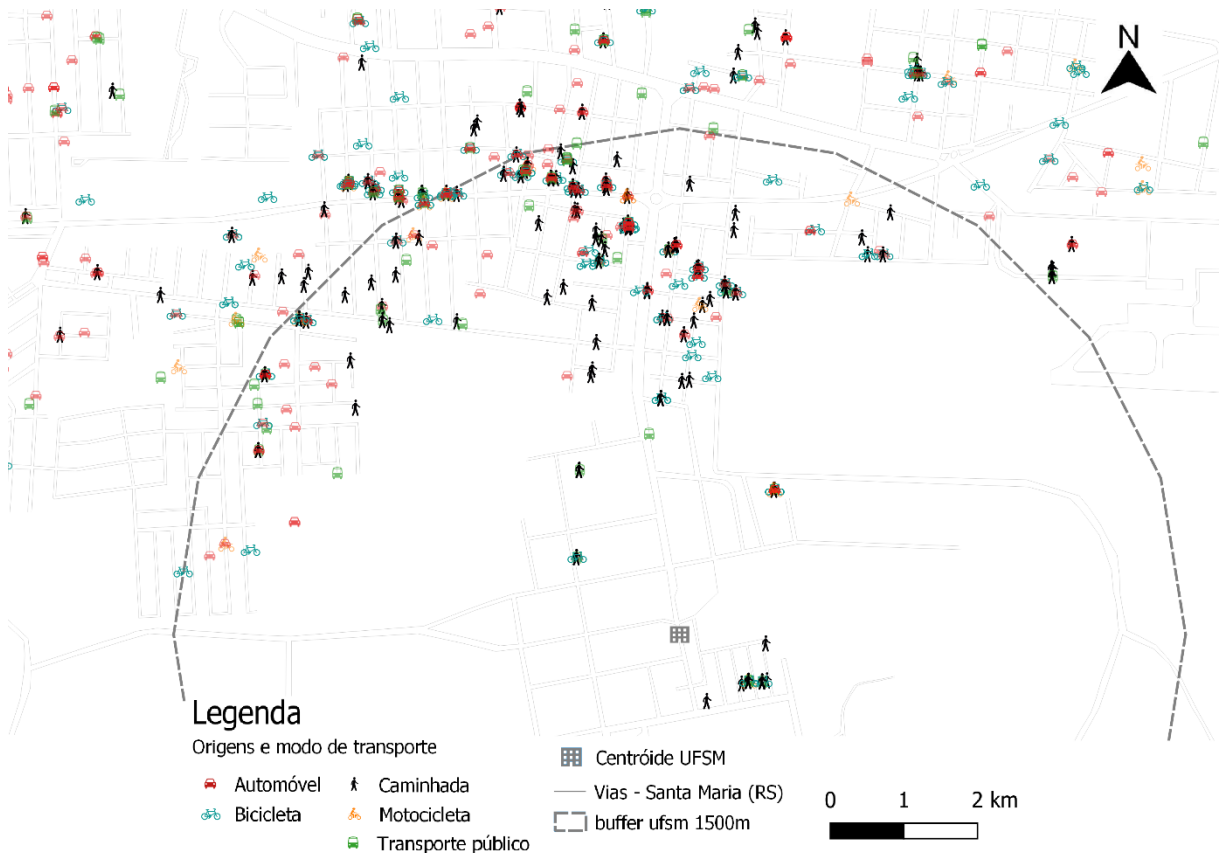 N
Legenda
Origens e modo de transporte
Automóvel
Caminhada
Bicicleta
Motocicleta
Transporte público
Centróide UFSM
Vias - Santa Maria (RS)
buffer ufsm 1500m
0 1 2 km